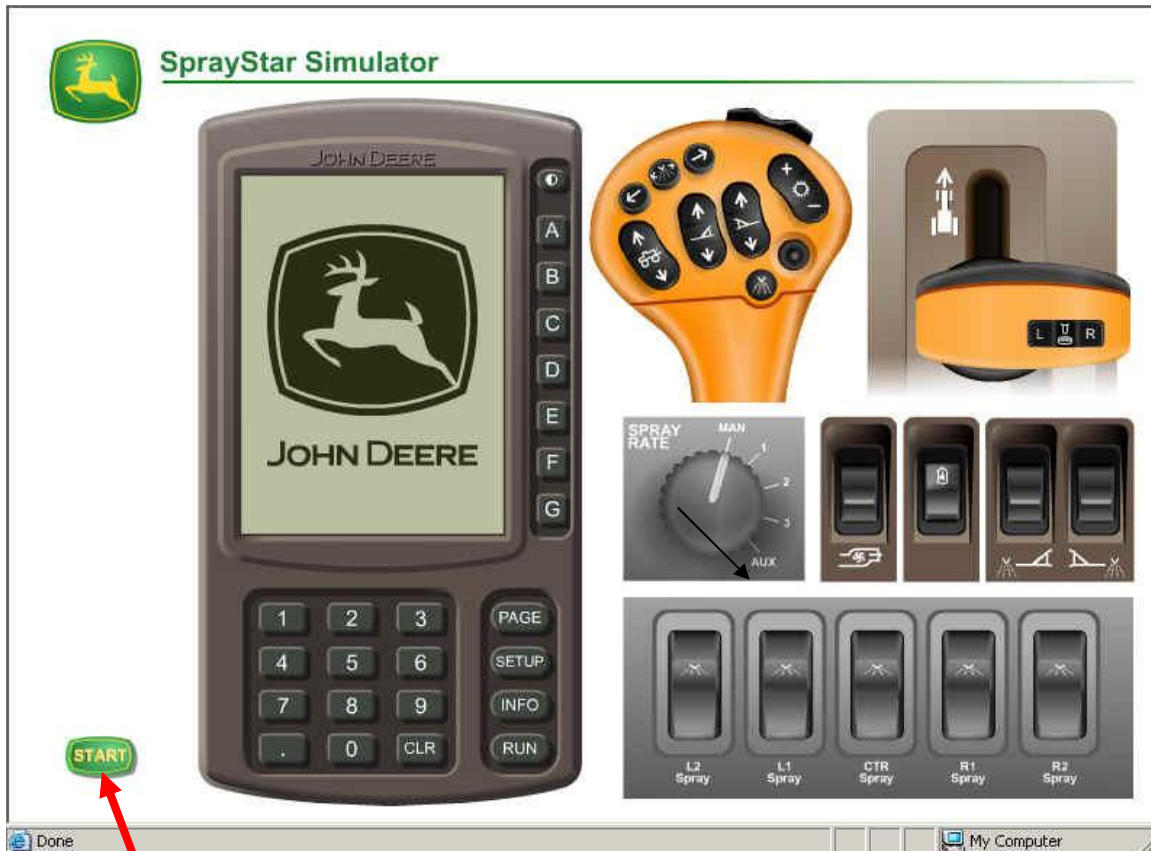 SprayStar Simulator
JOHN DEERE
A
B
C
D
E
F
G
JOHN DEERE
1 2 3 PAGE
4 5 6 SETUP
7 8 9 INFO
. 0 CLR RUN
+
−
L R
SPRAY RATE
MAN
1
2
3
AUX
L2 Spray
L1 Spray
CTR Spray
R1 Spray
R2 Spray
START
Done
My Computer